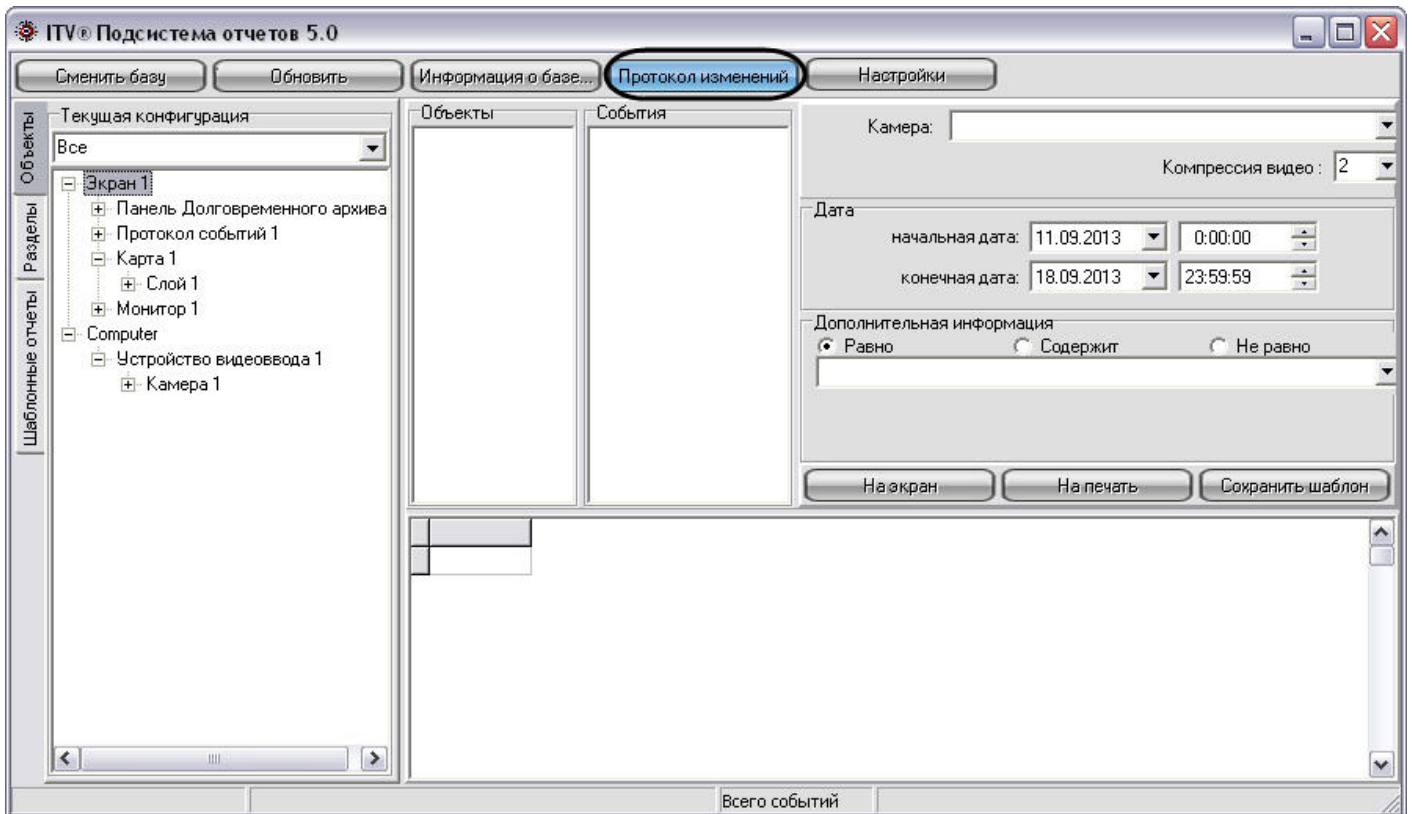 ITV® Подсистема отчетов 5.0
Сменить базу Обновить Информация о базе... Протокол изменений Настройки
Объекты
Разделы
Шаблонные отчеты
Текущая конфигурация
Все
Экран 1
Панель Долговременного архива
Протокол событий 1
Карта 1
Слой 1
Монитор 1
Computer
Устройство видеоввода 1
Камера 1
Объекты
События
Камера:
Компрессия видео : 2
Дата
начальная дата: 11.09.2013 0:00:00
конечная дата: 18.09.2013 23:59:59
Дополнительная информация
Равно Содержит Не равно
На экран На печать Сохранить шаблон
Всего событий